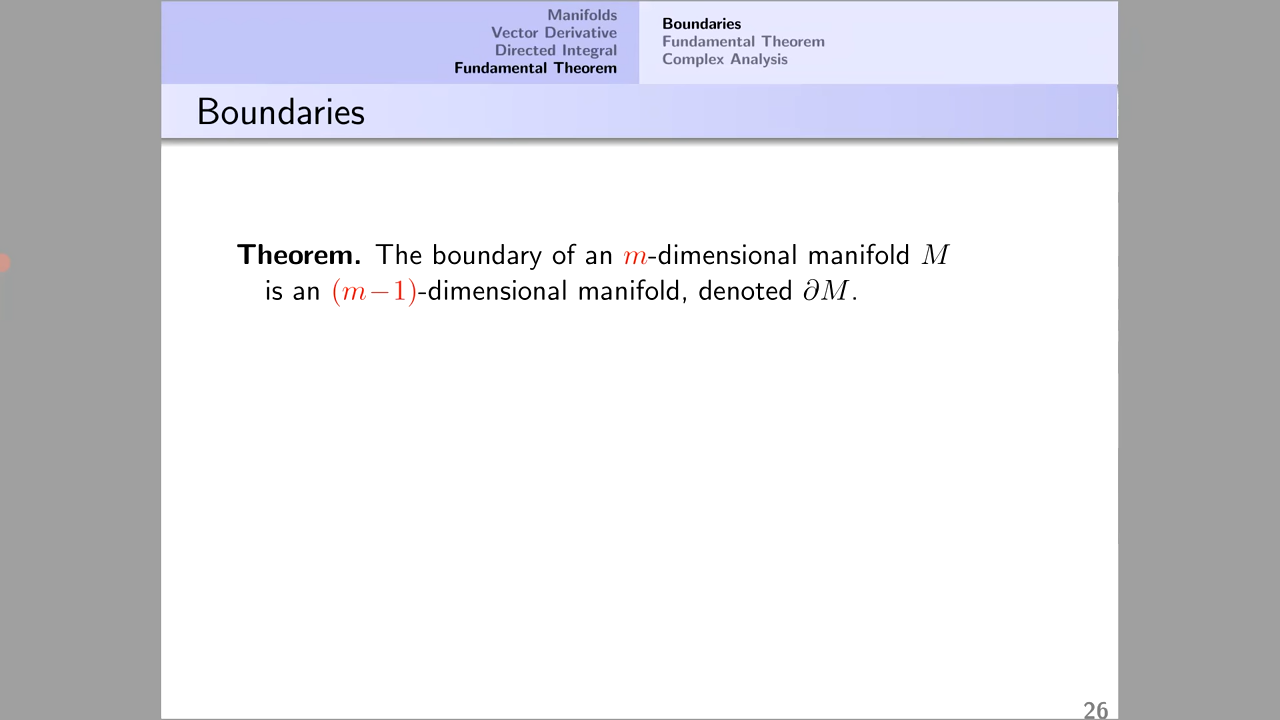 Manifolds
Vector Derivative
Directed Integral
Fundamental Theorem
Boundaries
Fundamental Theorem
Complex Analysis
Boundaries
Theorem. The boundary of an m-dimensional manifold M
is an (m−1)-dimensional manifold, denoted ∂M.
26